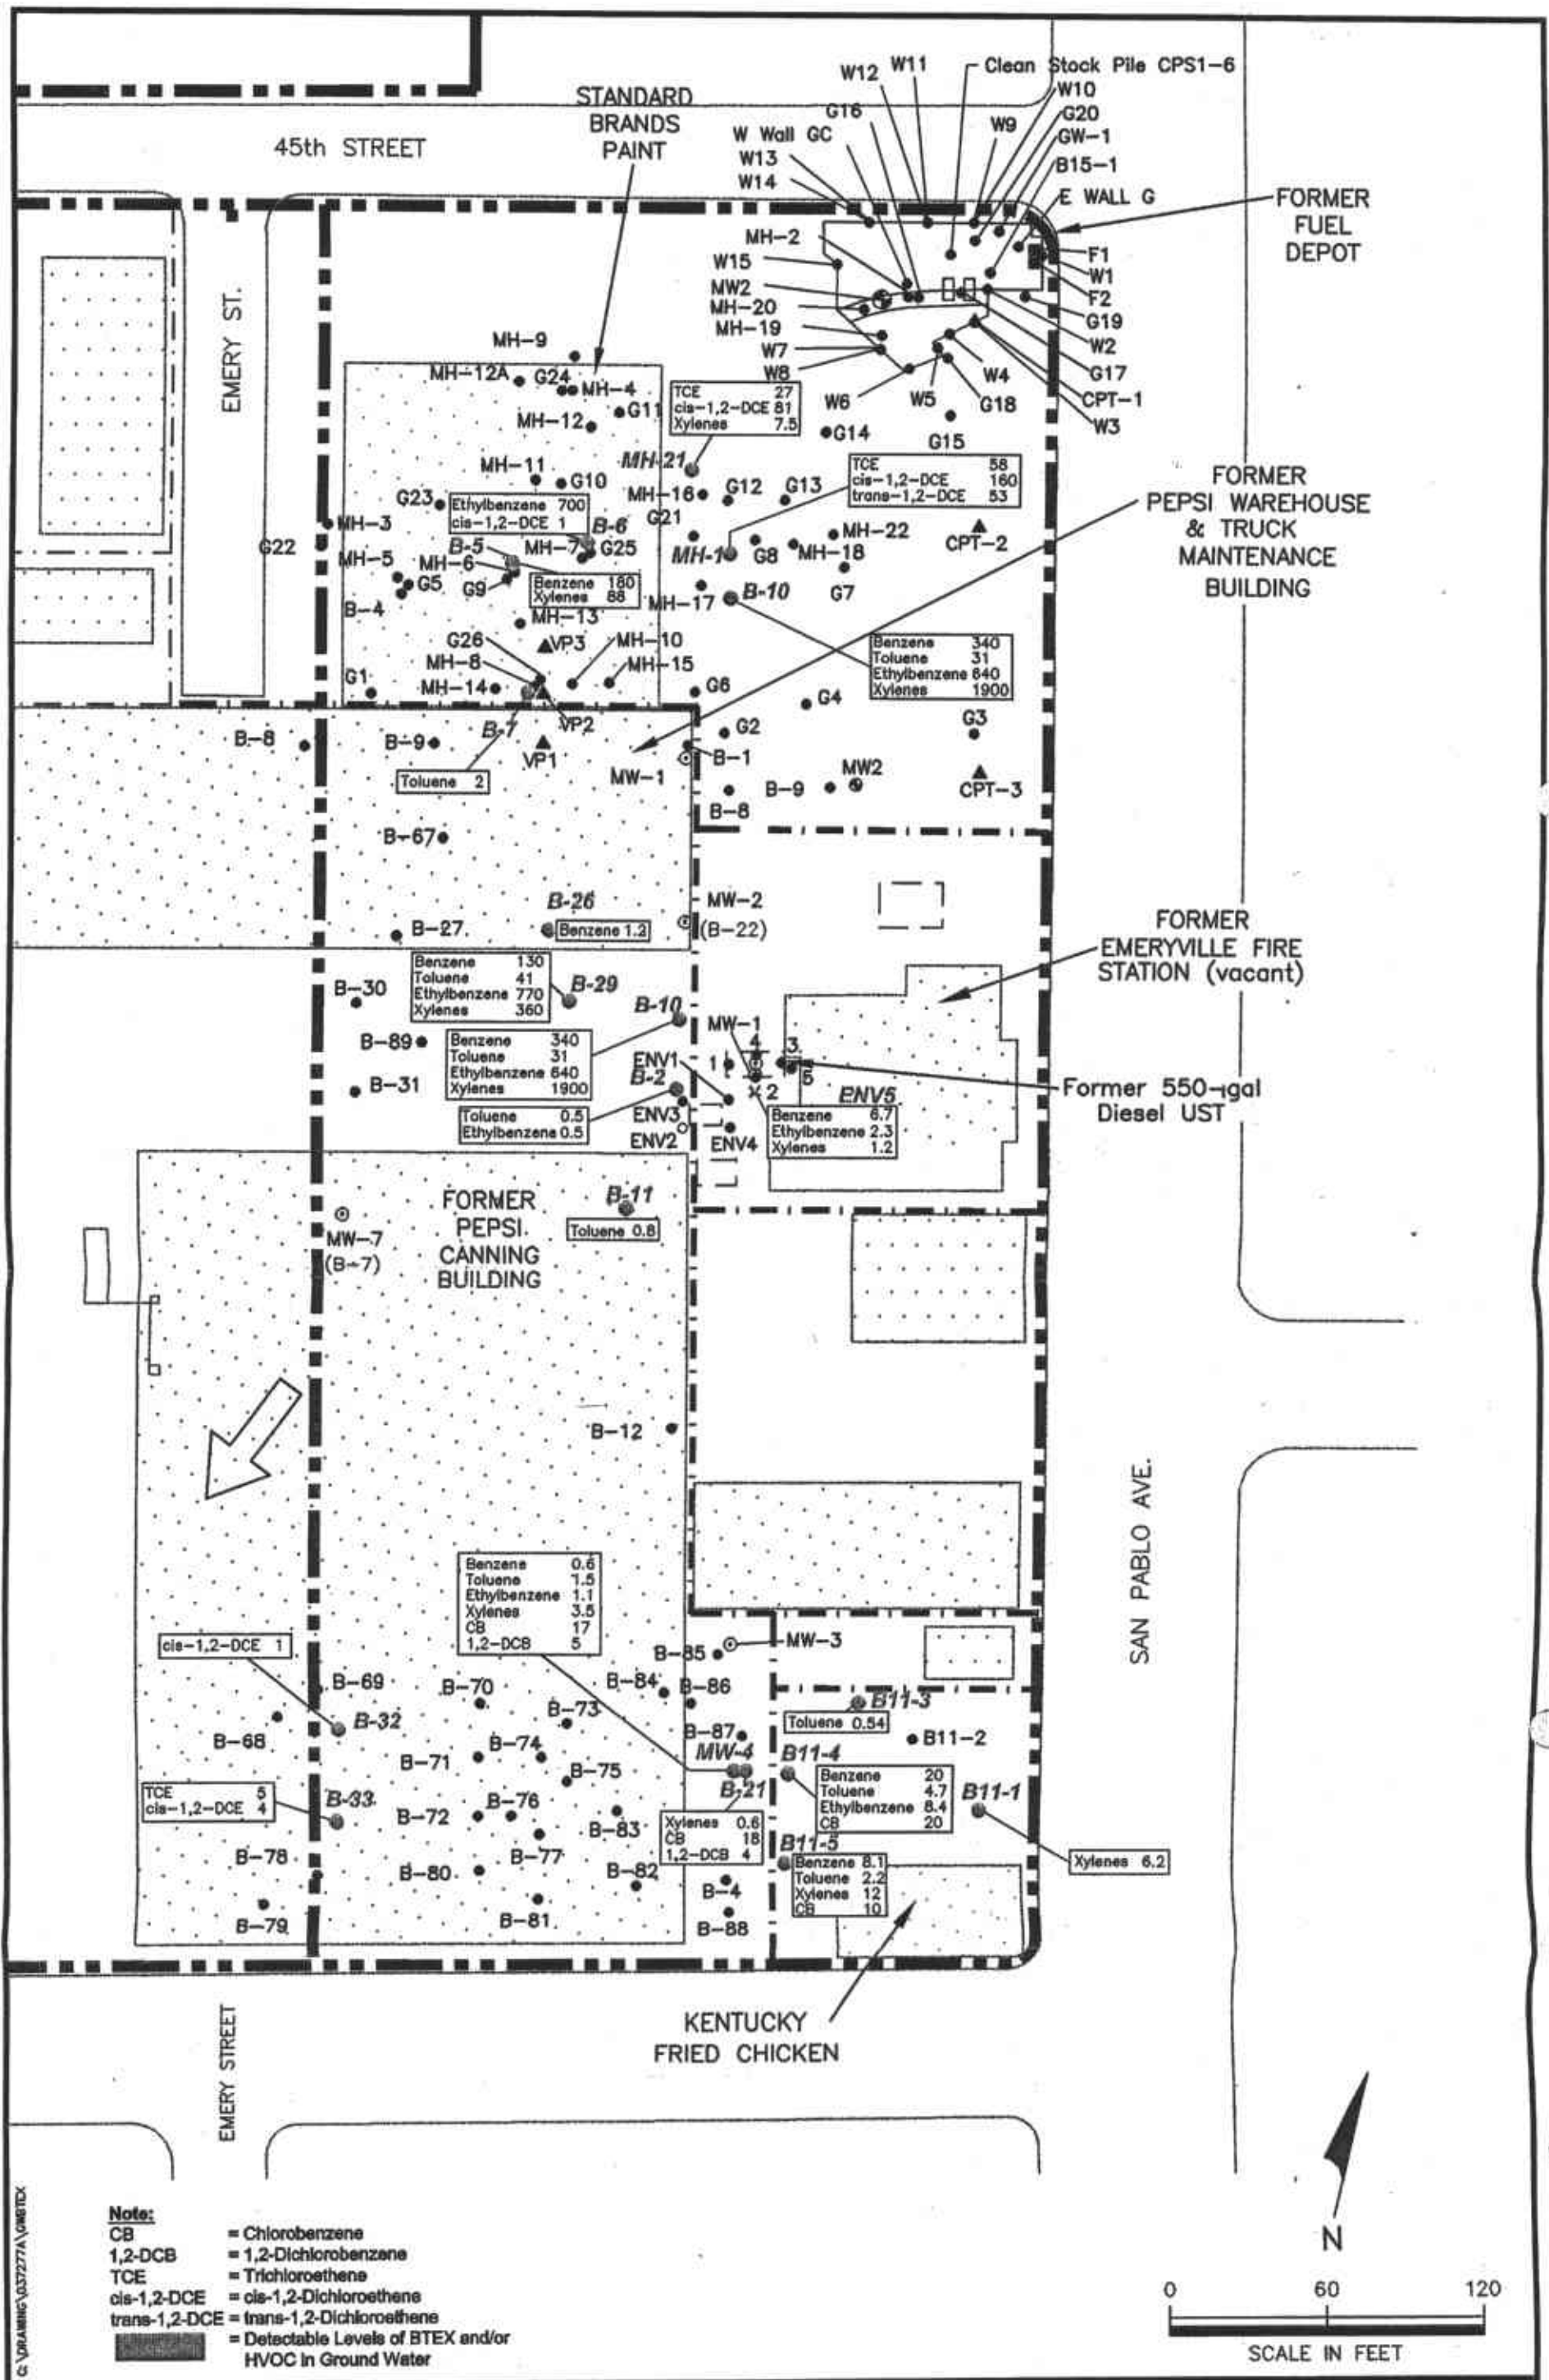 W12
W11
Clean Stock Pile CPS1-6
W10
STANDARD
BRANDS
PAINT
G16
G20
W Wall GC
W9
GW-1
45th STREET
W13
B15-1
W14
E WALL G
FORMER
FUEL
DEPOT
MH-2
F1
W15
W1
MW2
F2
MH-20
G19
MH-19
W2
W7
G17
W8
W4
CPT-1
W6
W5
G18
W3
EMERY ST.
MH-9
MH-12A
G24
MH-4
G11
MH-12
TCE 27
cis-1,2-DCE 81
Xylenes 7.5
G14
G15
MH-21
TCE 58
cis-1,2-DCE 160
trans-1,2-DCE 53
FORMER
PEPSI WAREHOUSE
& TRUCK
MAINTENANCE
BUILDING
MH-11
G10
MH-16
G12
G13
G23
Ethylbenzene 700
cis-1,2-DCE 1
B-6
G21
MH-3
G22
MH-22
CPT-2
B-5
MH-7
G25
MH-1
G8
MH-18
MH-5
MH-6
G5
G9
Benzene 180
Xylenes 88
G7
B-4
MH-17
B-10
MH-13
G26
VP3
MH-10
MH-8
MH-15
Benzene 340
Toluene 31
Ethylbenzene 640
Xylenes 1900
G1
MH-14
G6
G4
B-7
VP2
G2
G3
B-8
B-9
VP1
B-1
MW-1
Toluene 2
B-8
B-9
MW2
CPT-3
B-67
B-26
MW-2
(B-22)
B-27
Benzene 1.2
FORMER
EMERYVILLE FIRE
STATION (vacant)
Benzene 130
Toluene 41
Ethylbenzene 770
Xylenes 360
B-30
B-29
B-10
MW-1
B-89
Benzene 340
Toluene 31
Ethylbenzene 640
Xylenes 1900
4
3
ENV1
1
5
B-31
B-2
2
ENV5
Former 550-gal
Diesel UST
Toluene 0.5
Ethylbenzene 0.5
ENV3
ENV2
ENV4
Benzene 6.7
Ethylbenzene 2.3
Xylenes 1.2
FORMER
PEPSI
CANNING
BUILDING
B-11
Toluene 0.8
MW-7
(B-7)
B-12
SAN PABLO AVE.
Benzene 0.6
Toluene 1.5
Ethylbenzene 1.1
Xylenes 3.5
CB 17
1,2-DCB 5
cis-1,2-DCE 1
MW-3
B-85
B-69
B-70
B-84
B-86
B11-3
B-32
B-73
Toluene 0.54
B-68
B-87
B11-2
B-71
B-74
MW-4
B11-4
B-75
TCE 5
cis-1,2-DCE 4
B-33
B-21
Benzene 20
Toluene 4.7
Ethylbenzene 8.4
CB 20
B11-1
B-72
B-76
B-83
Xylenes 0.6
CB 18
1,2-DCB 4
B11-5
B-78
B-77
Xylenes 6.2
B-80
B-82
Benzene 8.1
Toluene 2.2
Xylenes 12
CB 10
B-4
B-79
B-81
B-88
EMERY STREET
KENTUCKY
FRIED CHICKEN
N
0 60 120
SCALE IN FEET
Note:
CB = Chlorobenzene
1,2-DCB = 1,2-Dichlorobenzene
TCE = Trichloroethene
cis-1,2-DCE = cis-1,2-Dichloroethene
trans-1,2-DCE = trans-1,2-Dichloroethene
= Detectable Levels of BTEX and/or
HVOC in Ground Water
G:\DRAWING\037277A\GWBTEX